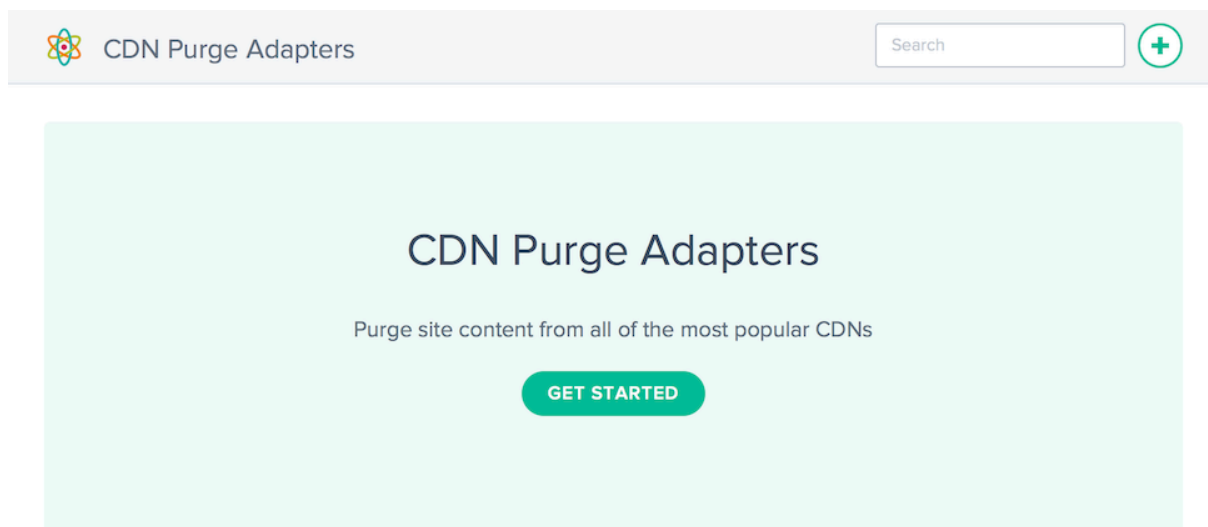 CDN Purge Adapters
Search
CDN Purge Adapters
Purge site content from all of the most popular CDNs
GET STARTED